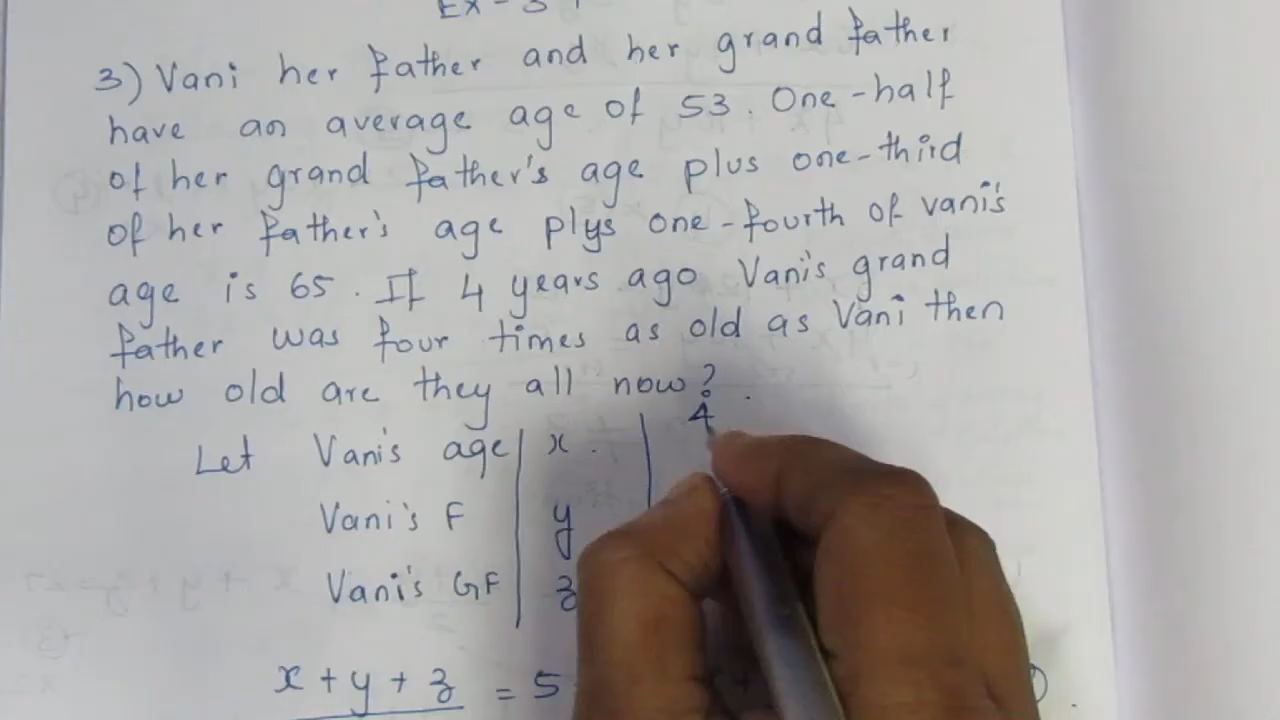 Ex - 3
3) Vani her father and her grand father
have an average age of 53. One-half
of her grand father's age plus one-third
of her father's age plys one-fourth of vani's
age is 65. If 4 years ago Vani's grand
father was four times as old as Vani then
how old are they all now?
Let Vani's age | x. | 4
Vani's F | y
Vani's GF | z
x + y + z = 5